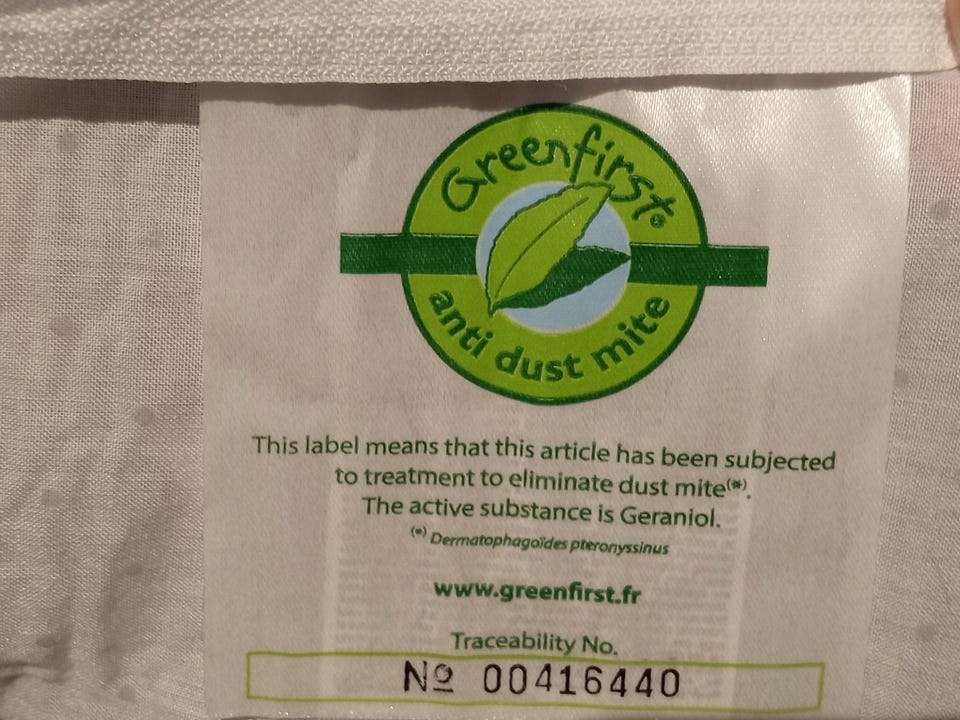 Greenfirst®
anti dust mite
This label means that this article has been subjected
to treatment to eliminate dust mite(*).
The active substance is Geraniol.
(*) Dermatophagoïdes pteronyssinus
www.greenfirst.fr
Traceability No.
Nº 00416440